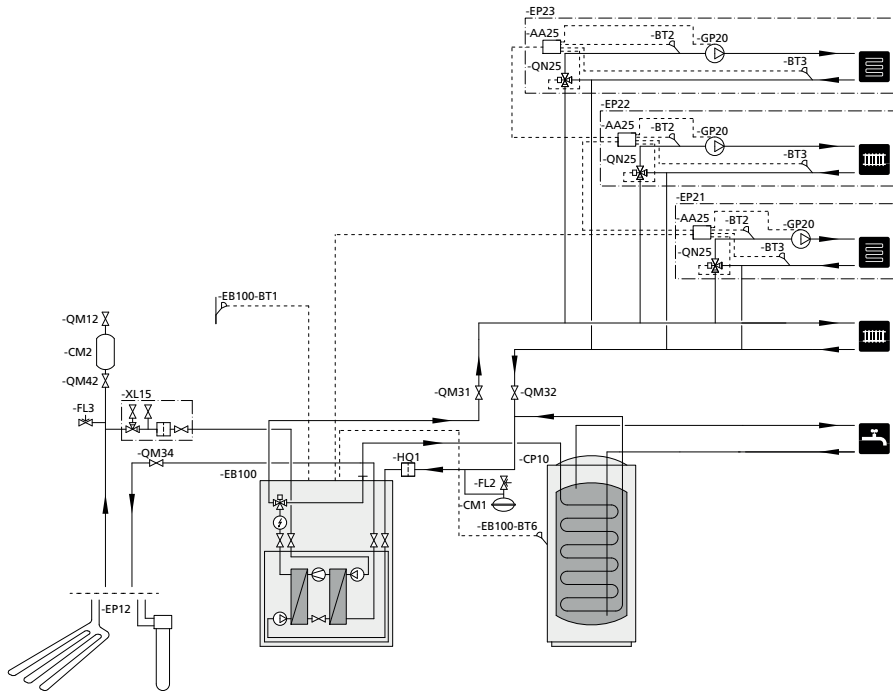 -EP23
-AA25
-BT2
-GP20
-QN25
-BT3
-EP22
-AA25
-BT2
-GP20
-QN25
-BT3
-EP21
-AA25
-BT2
-GP20
-QN25
-BT3
-EB100-BT1
-QM12
-CM2
-QM42
-XL15
-FL3
-QM31
-QM32
-QM34
-EB100
-HQ1
-CP10
-FL2
-CM1
-EB100-BT6
-EP12